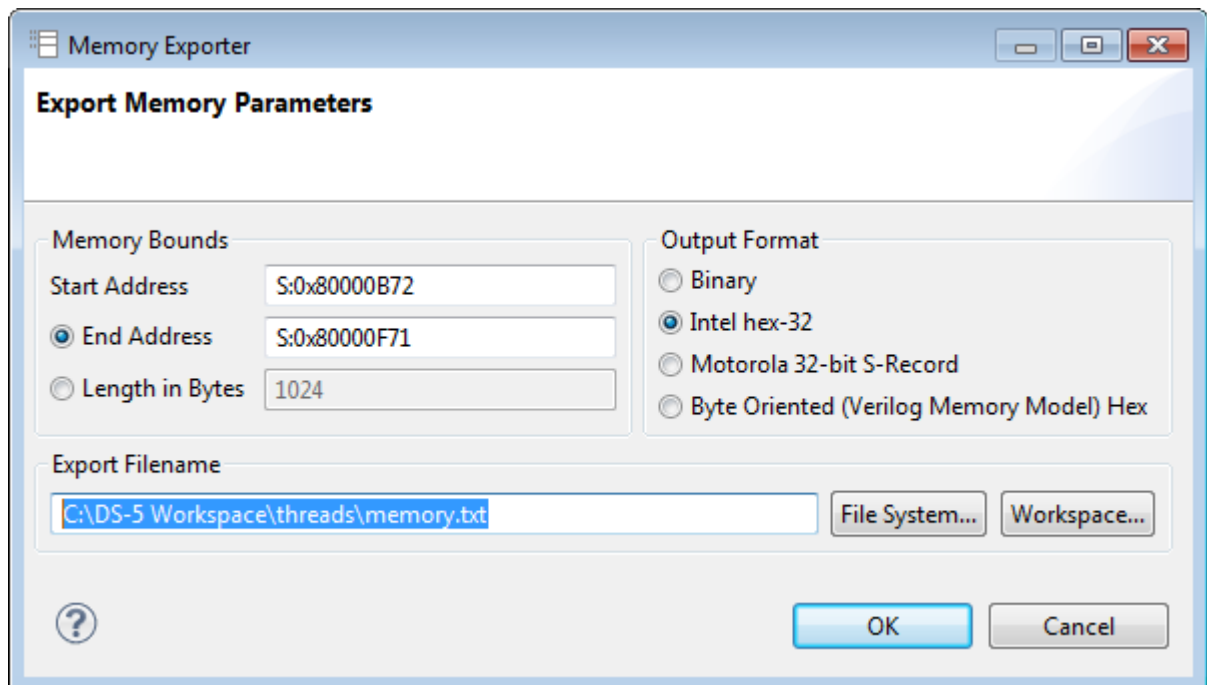 Memory Exporter
Export Memory Parameters
Memory Bounds
Start Address S:0x80000B72
End Address S:0x80000F71
Length in Bytes 1024
Output Format
Binary
Intel hex-32
Motorola 32-bit S-Record
Byte Oriented (Verilog Memory Model) Hex
Export Filename
C:\DS-5 Workspace\threads\memory.txt File System... Workspace...
? OK Cancel